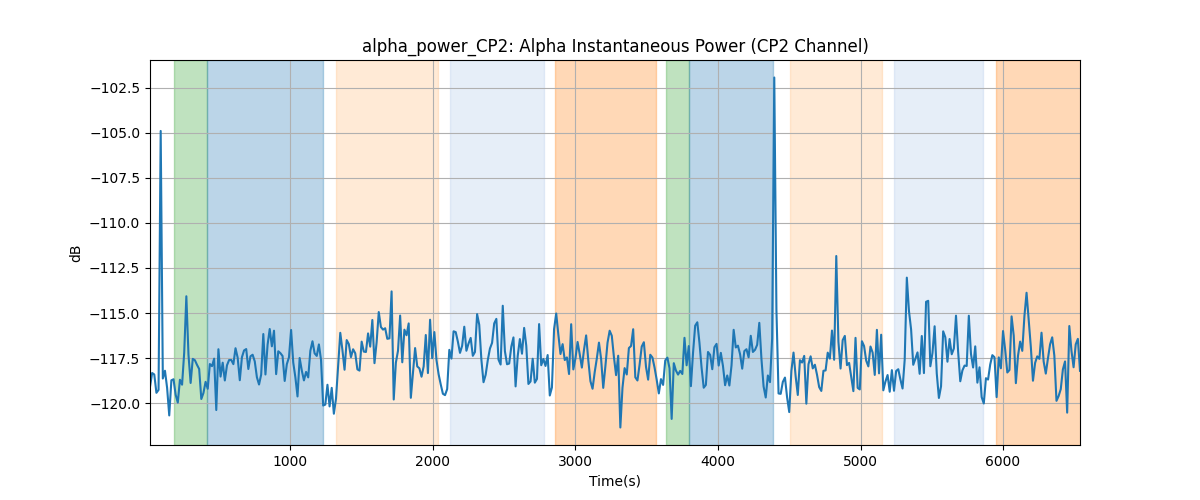 alpha_power_CP2: Alpha Instantaneous Power (CP2 Channel)
dB
−102.5
−105.0
−107.5
−110.0
−112.5
−115.0
−117.5
−120.0
1000 2000 3000 4000 5000 6000
Time(s)